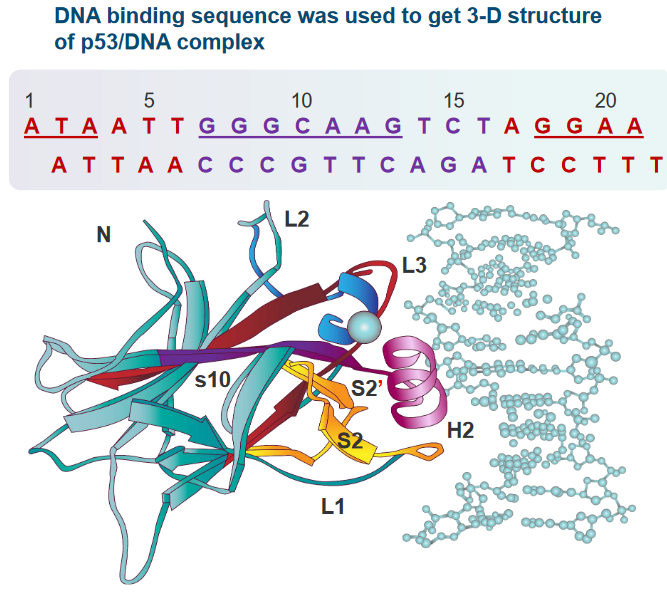 DNA binding sequence was used to get 3-D structure
of p53/DNA complex
1 5 10 15 20
A T A A T T G G G C A A G T C T A G G A A
A T T A A C C C G T T C A G A T C C T T T
N
L2
L3
s10
S2'
S2
H2
L1